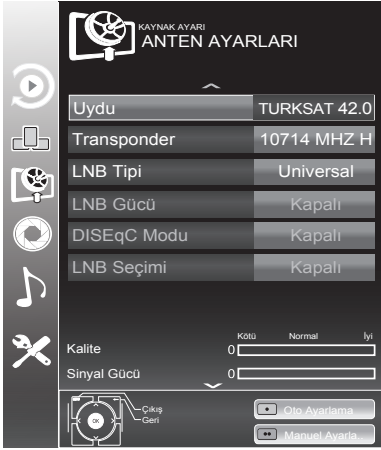 KAYNAK AYARI
ANTEN AYARLARI
Uydu TURKSAT 42.0
Transponder 10714 MHZ H
LNB Tipi Universal
LNB Gücü Kapalı
DISEqC Modu Kapalı
LNB Seçimi Kapalı
Kötü Normal İyi
Kalite 0
Sinyal Gücü 0
OK
Çıkış
Geri
Oto Ayarlama
Manuel Ayarla